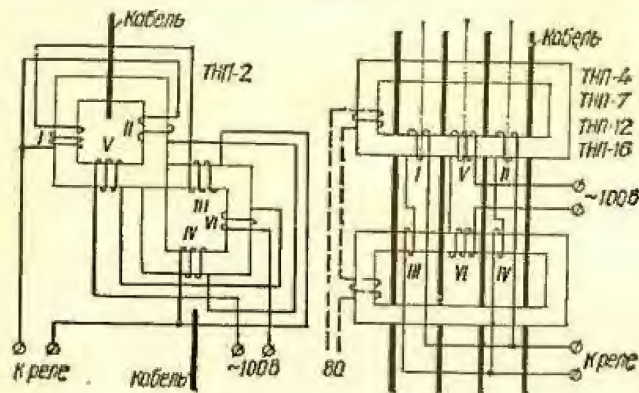 Кабель
ТНП-2
I
II
V
III
VI
IV
К реле
Кабель
~100В
Кабель
ТНП-4
ТНП-7
ТНП-12
ТНП-16
I
V
II
~100В
III
VI
IV
ВО
К реле